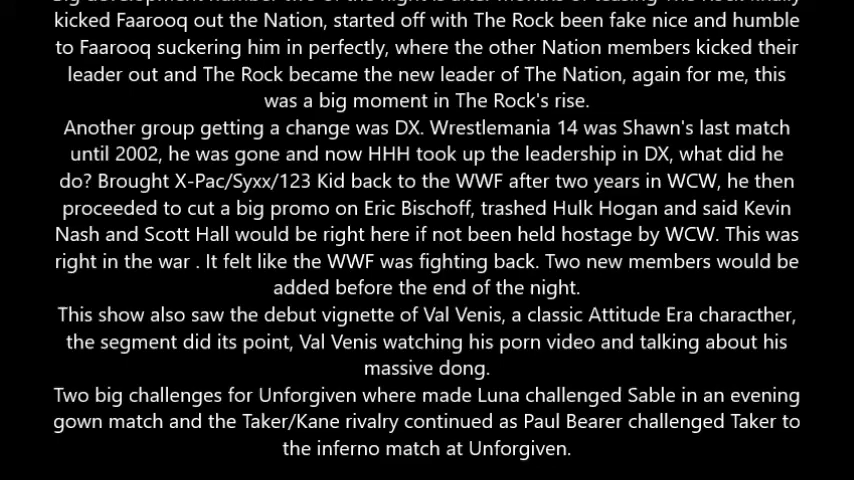 kicked Faarooq out the Nation, started off with The Rock been fake nice and humble
to Faarooq suckering him in perfectly, where the other Nation members kicked their
leader out and The Rock became the new leader of The Nation, again for me, this
was a big moment in The Rock's rise.
Another group getting a change was DX. Wrestlemania 14 was Shawn's last match
until 2002, he was gone and now HHH took up the leadership in DX, what did he
do? Brought X-Pac/Syxx/123 Kid back to the WWF after two years in WCW, he then
proceeded to cut a big promo on Eric Bischoff, trashed Hulk Hogan and said Kevin
Nash and Scott Hall would be right here if not been held hostage by WCW. This was
right in the war . It felt like the WWF was fighting back. Two new members would be
added before the end of the night.
This show also saw the debut vignette of Val Venis, a classic Attitude Era characther,
the segment did its point, Val Venis watching his porn video and talking about his
massive dong.
Two big challenges for Unforgiven where made Luna challenged Sable in an evening
gown match and the Taker/Kane rivalry continued as Paul Bearer challenged Taker to
the inferno match at Unforgiven.